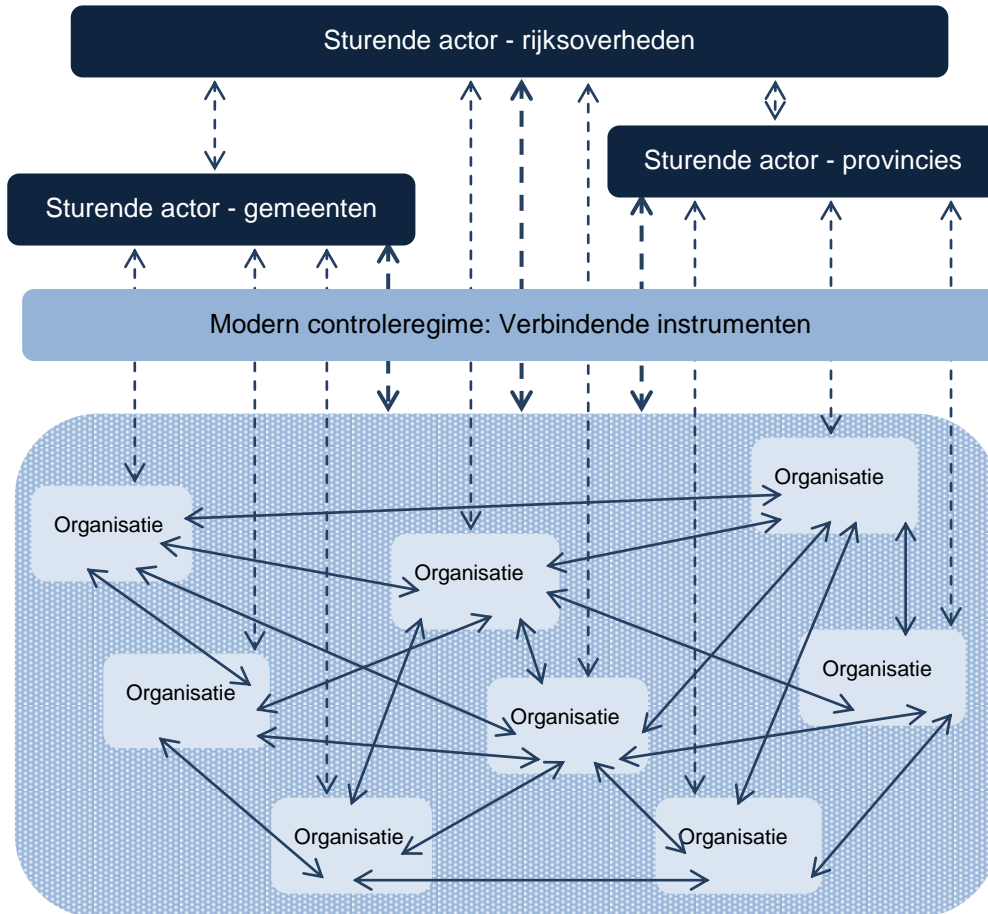 Sturende actor - rijksoverheden
Sturende actor - provincies
Sturende actor - gemeenten
Modern controleregime: Verbindende instrumenten
Organisatie
Organisatie
Organisatie
Organisatie
Organisatie
Organisatie
Organisatie
Organisatie